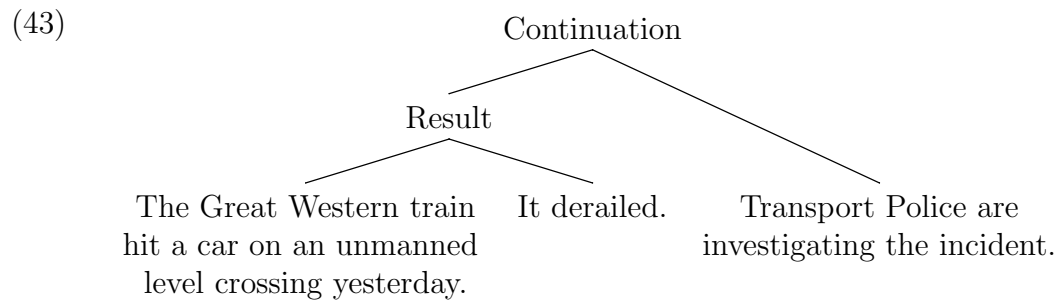 (43)
Continuation
Result
The Great Western train
hit a car on an unmanned
level crossing yesterday.
It derailed.
Transport Police are
investigating the incident.